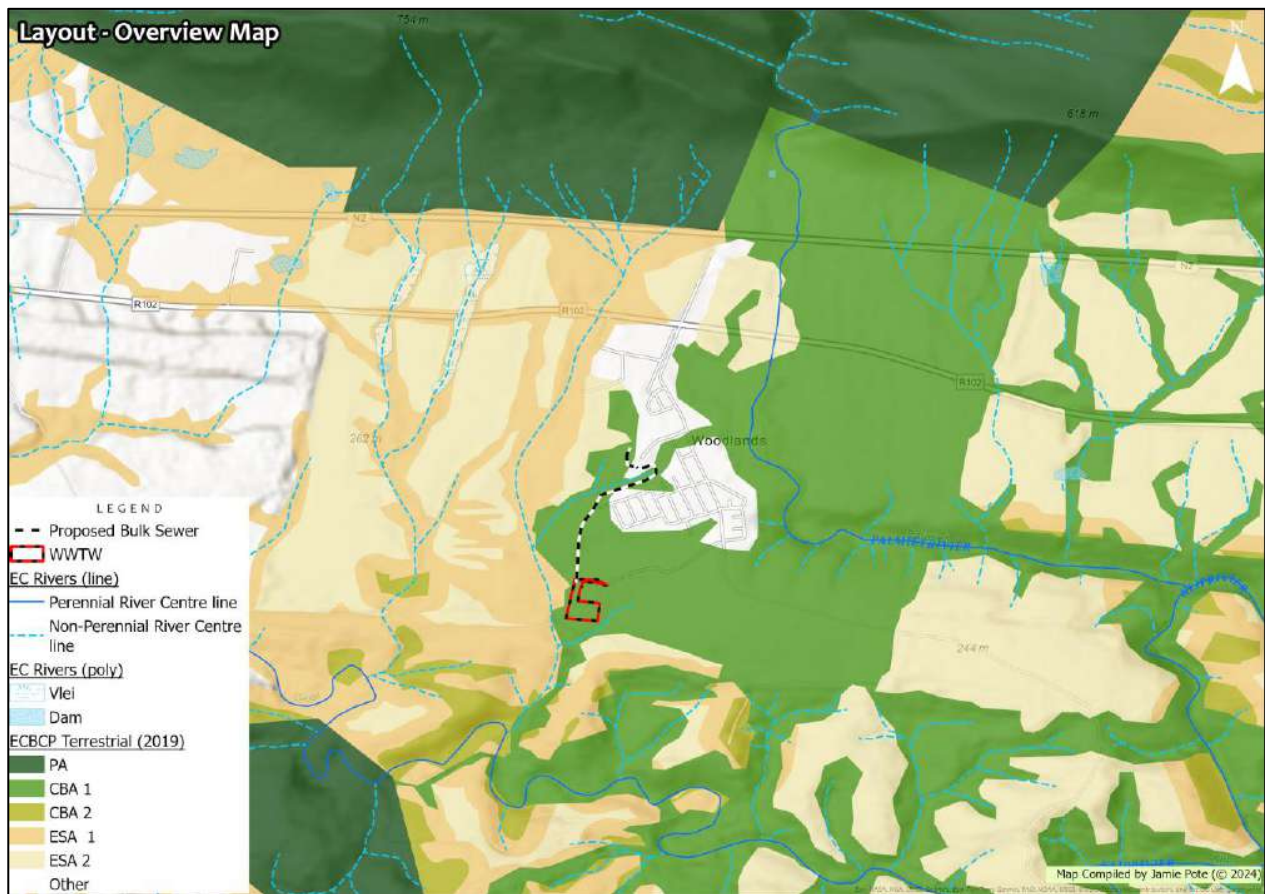 Layout - Overview Map
N
754 m
618 m
N2
N2
R102
R102
R102
Woodlands
262 m
PALMIETRIVIER
244 m
LEGEND
Proposed Bulk Sewer
WWTW
EC Rivers (line)
Perennial River Centre line
Non-Perennial River Centre
line
EC Rivers (poly)
Vlei
Dam
ECBCP Terrestrial (2019)
PA
CBA 1
CBA 2
ESA 1
ESA 2
Other
Map Compiled by Jamie Pote (© 2024)